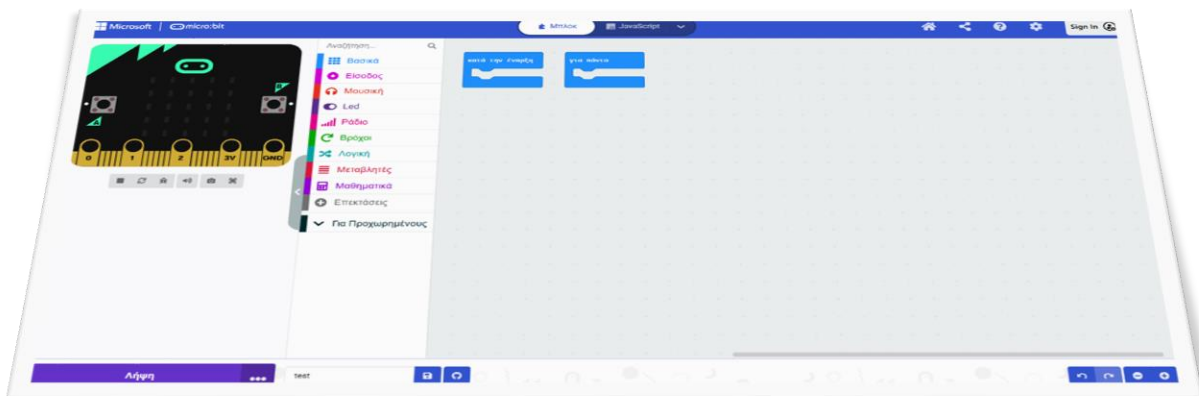 Microsoft | micro:bit
Μπλοκ
JavaScript
Sign In
Αναζήτηση...
Βασικά
Είσοδος
Μουσική
Led
Ράδιο
Βρόχοι
Λογική
Μεταβλητές
Μαθηματικά
Επεκτάσεις
Για Προχωρημένους
κατά την έναρξη
για πάντα
A
B
0 1 2 3V GND
Λήψη
test